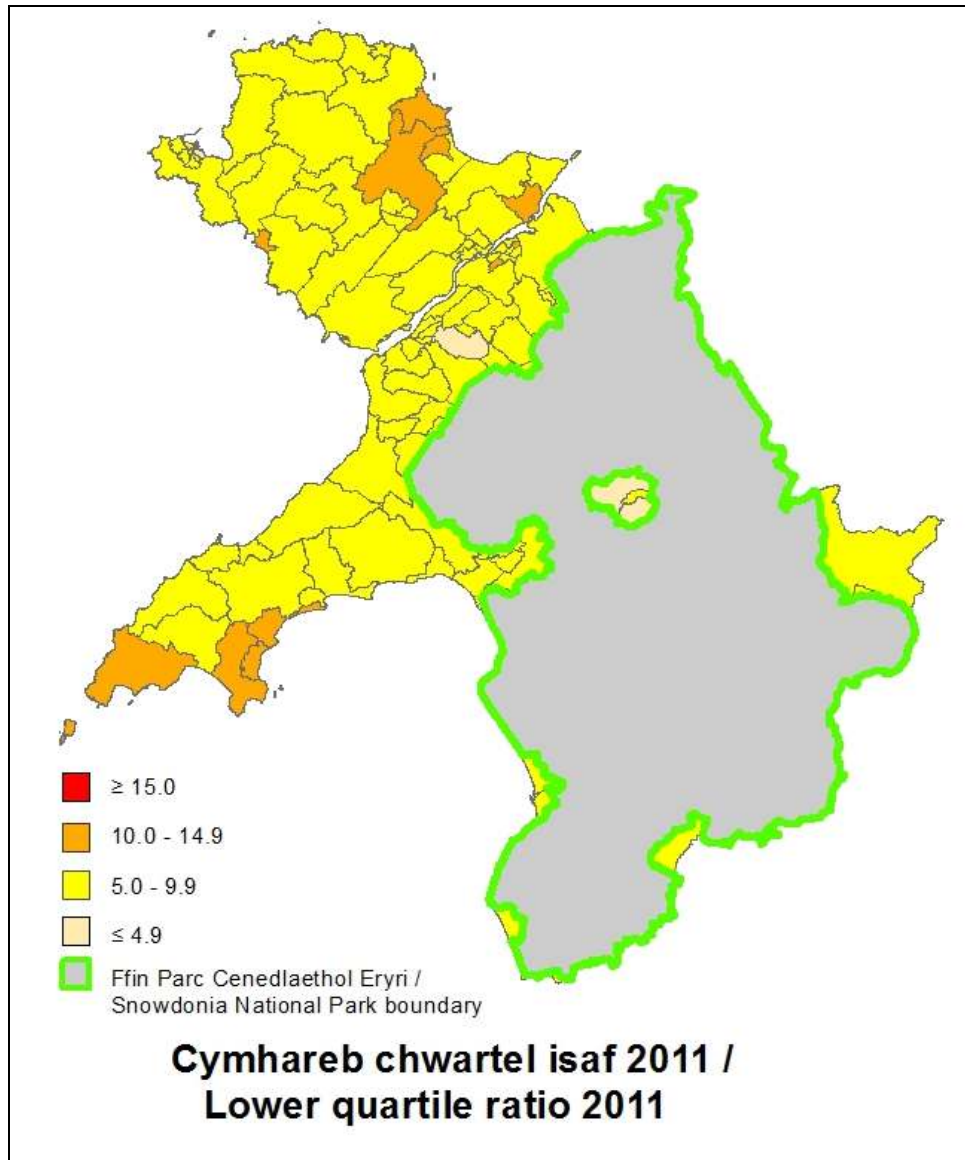 ≥ 15.0
10.0 - 14.9
5.0 - 9.9
≤ 4.9
Ffin Parc Cenedlaethol Eryri /
Snowdonia National Park boundary
Cymhareb chwartel isaf 2011 /
Lower quartile ratio 2011